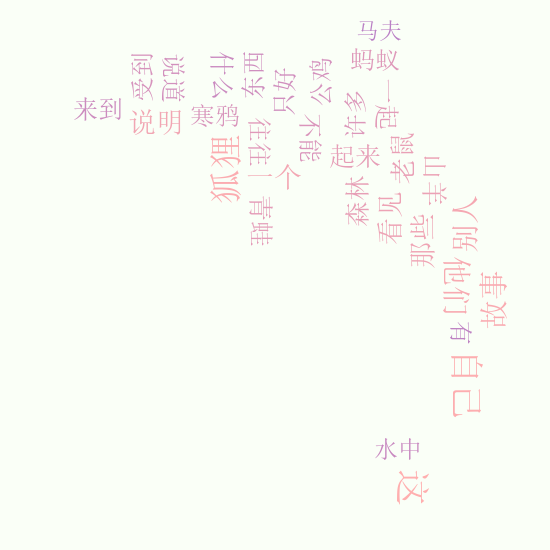 马夫
蚂蚁
受到
说道
什么
东西
只好
公鸡
来到
说明
寒鸦
许多
一起
往往
不能
起来
老鼠
狐狸
一个
山羊
森林
看见
青蛙
那些
别人
他们
故事
有
自己
水中
这